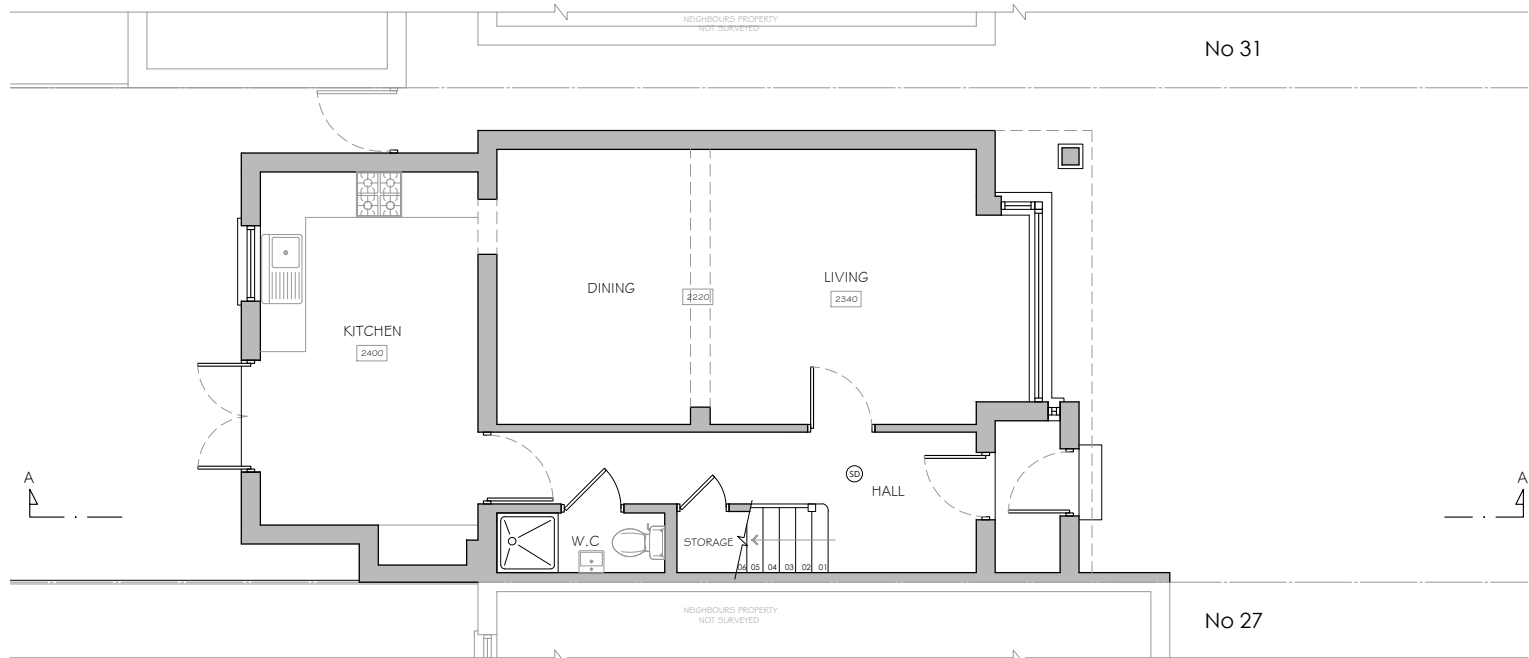 NEIGHBOURS PROPERTY
NOT SURVEYED
No 31
DINING
2220
LIVING
2340
KITCHEN
2400
A
A
SD
HALL
W.C
STORAGE
06 05 04 03 02 01
NEIGHBOURS PROPERTY
NOT SURVEYED
No 27